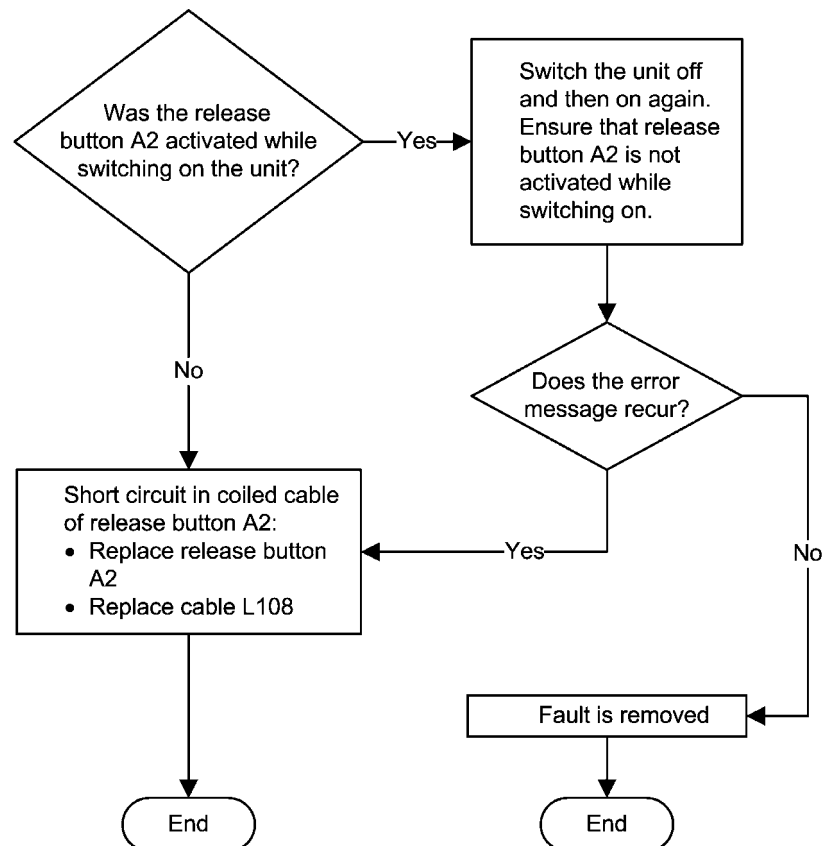 Was the release
button A2 activated while
switching on the unit?
Yes
Switch the unit off
and then on again.
Ensure that release
button A2 is not
activated while
switching on.
No
Does the error
message recur?
Short circuit in coiled cable
of release button A2:
• Replace release button
A2
• Replace cable L108
Yes
No
Fault is removed
End
End